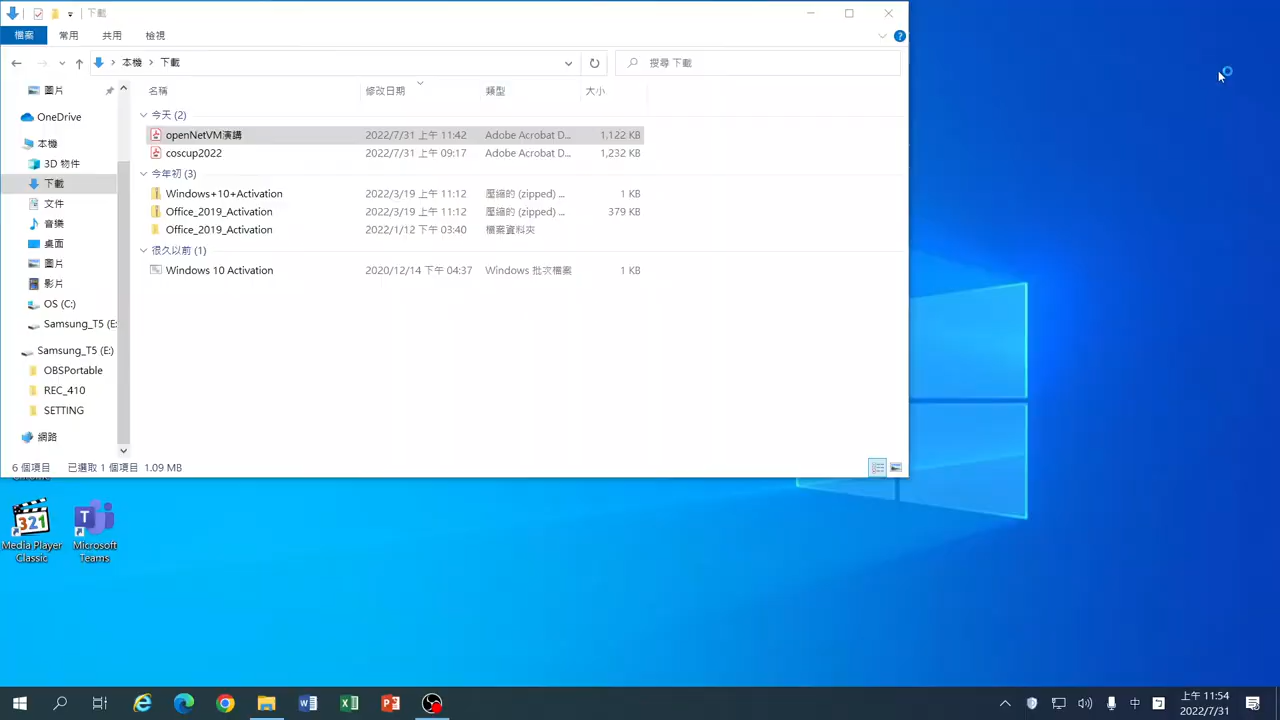 下載
檔案 常用 共用 檢視
本機 下載 搜尋 下載
名稱 修改日期 類型 大小
今天 (2)
openNetVM演講 2022/7/31 上午 11:42 Adobe Acrobat D... 1,122 KB
coscup2022 2022/7/31 上午 09:17 Adobe Acrobat D... 1,232 KB
今年初 (3)
Windows+10+Activation 2022/3/19 上午 11:12 壓縮的 (zipped) ... 1 KB
Office_2019_Activation 2022/3/19 上午 11:12 壓縮的 (zipped) ... 379 KB
Office_2019_Activation 2022/1/12 下午 03:40 檔案資料夾
很久以前 (1)
Windows 10 Activation 2020/12/14 下午 04:37 Windows 批次檔案 1 KB
圖片
OneDrive
本機
3D 物件
下載
文件
音樂
桌面
圖片
影片
OS (C:)
Samsung_T5 (E:
Samsung_T5 (E:)
OBSPortable
REC_410
SETTING
網路
6 個項目 已選取 1 個項目 1.09 MB
321
Media Player
Classic
Microsoft
Teams
中
上午 11:54
2022/7/31